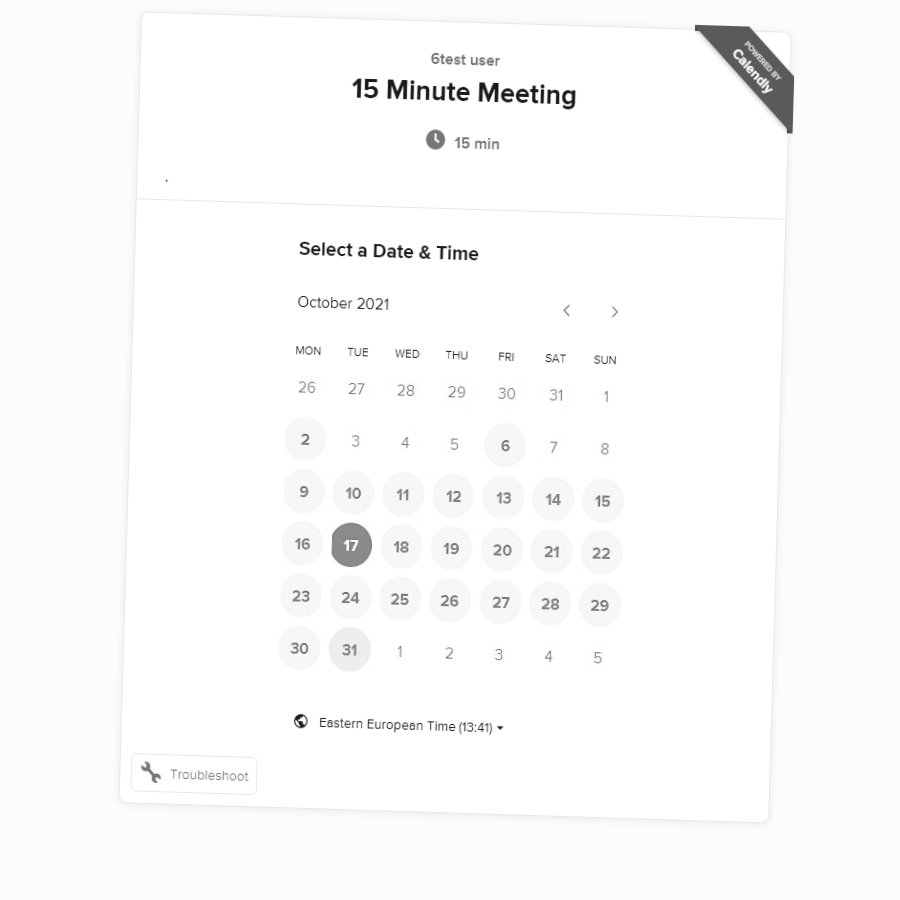 POWERED BY
Calendly
6test user
15 Minute Meeting
15 min
.
Select a Date & Time
October 2021
MON TUE WED THU FRI SAT SUN
26 27 28 29 30 31 1
2 3 4 5 6 7 8
9 10 11 12 13 14 15
16 17 18 19 20 21 22
23 24 25 26 27 28 29
30 31 1 2 3 4 5
Eastern European Time (13:41)
Troubleshoot